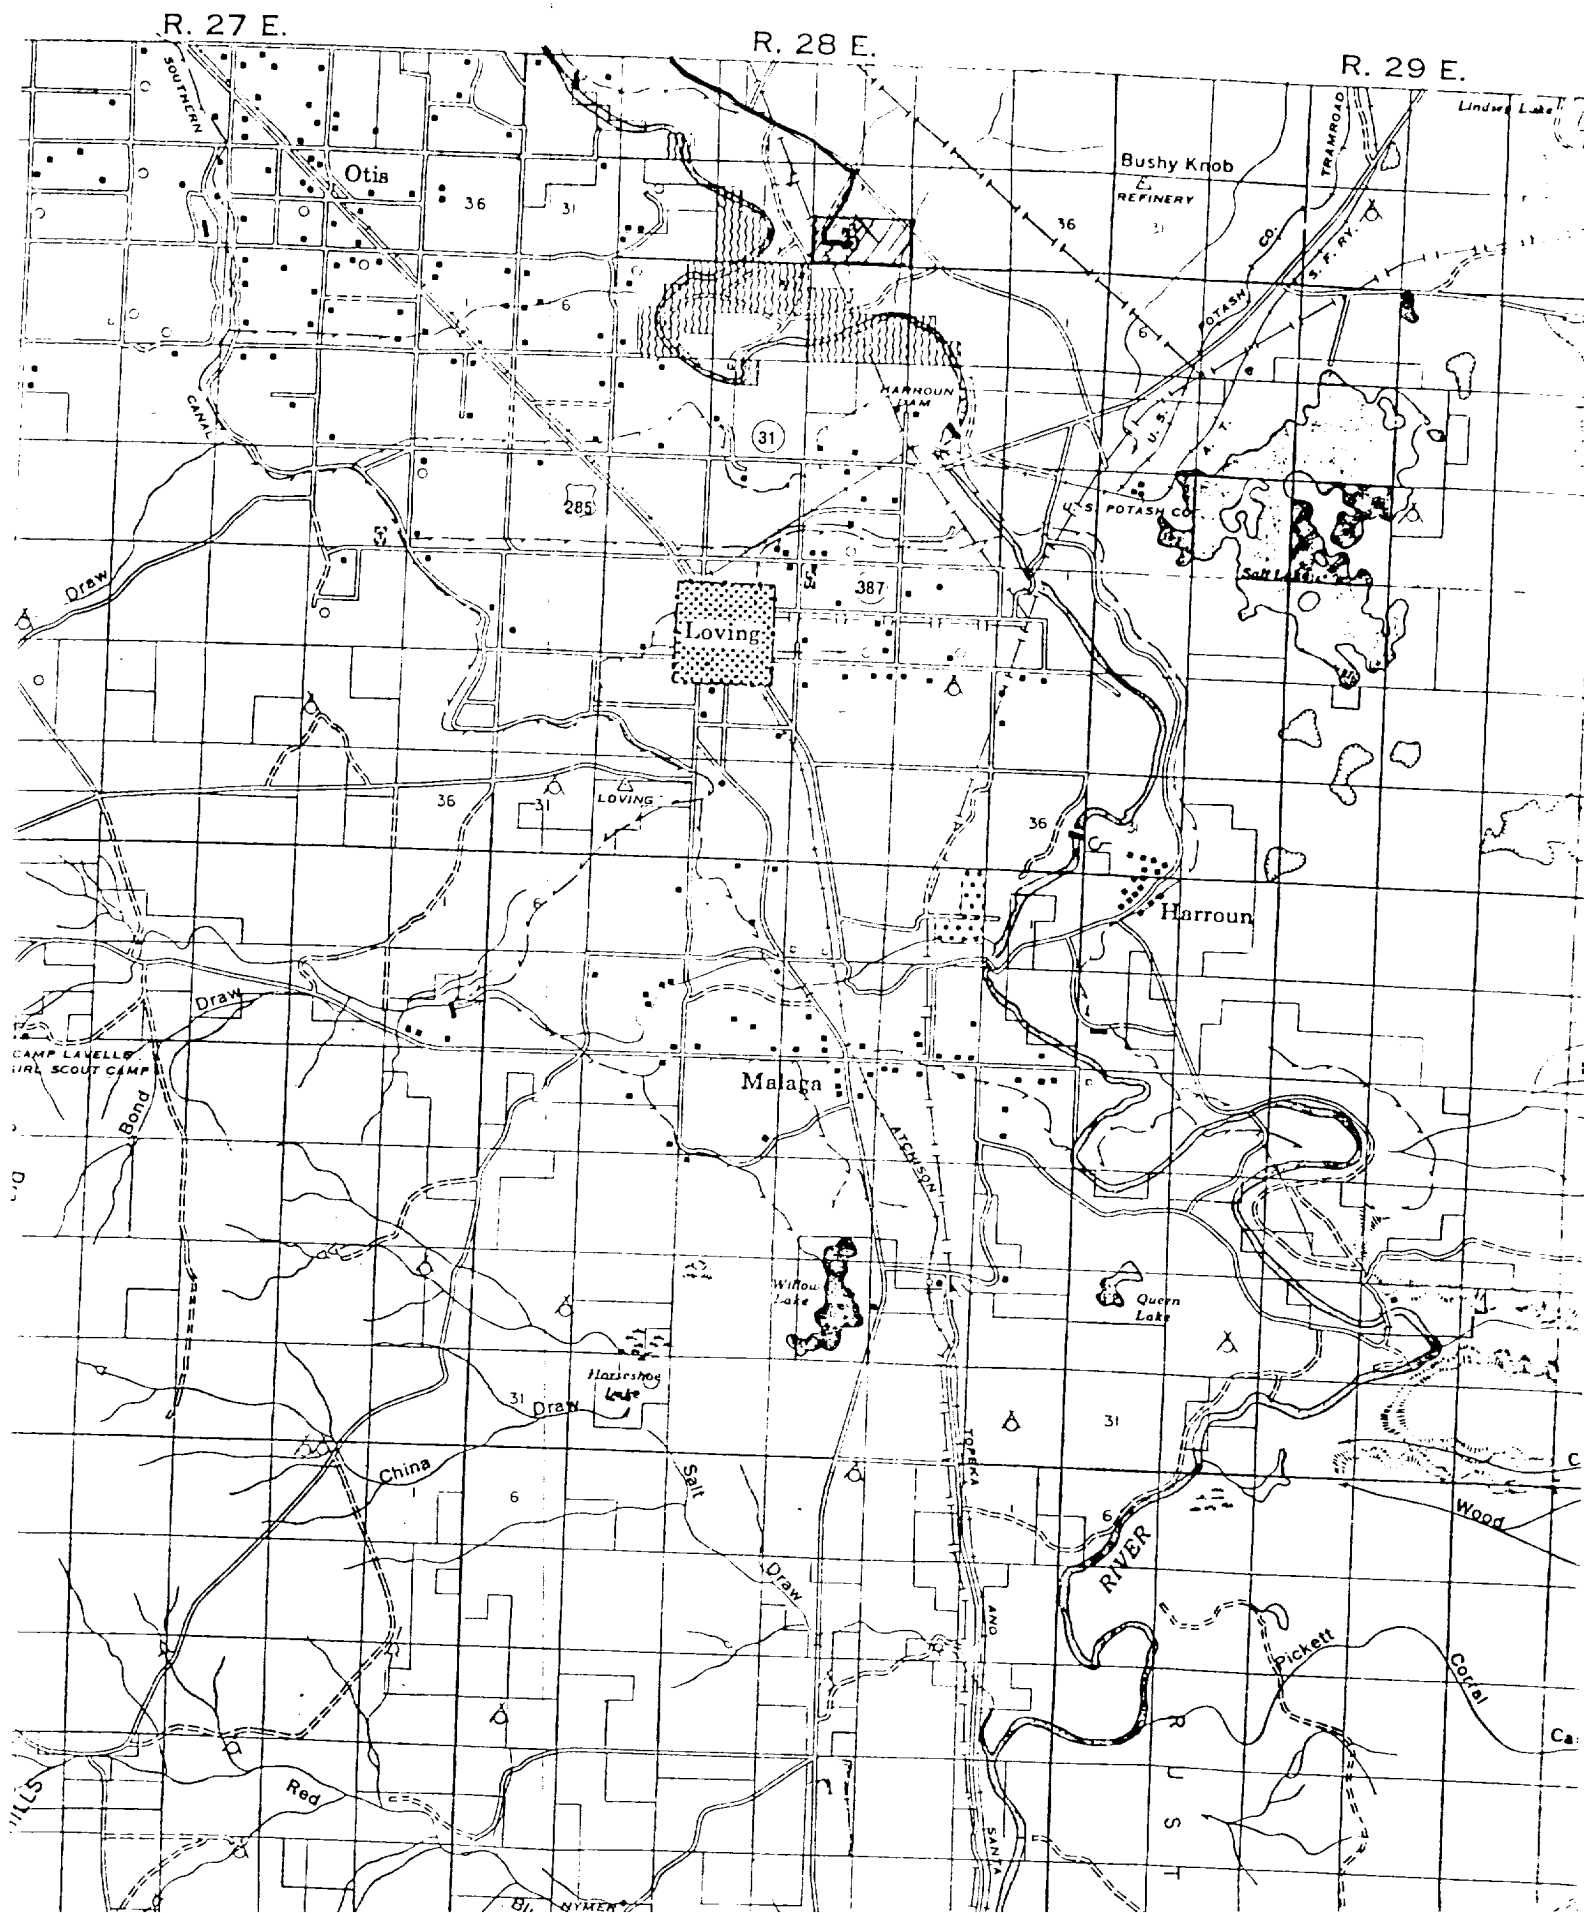 R. 27 E.
R. 28 E.
R. 29 E.
SOUTHERN
TRAMROAD
Lindsey Lake
Otis
Bushy Knob
REFINERY
36
31
36
31
CO.
S. F. RY.
POTASH
6
6
HARROUN
DAM
CANAL
31
U. S.
A. T.
285
U. S. POTASH CO.
Draw
Salt Lake
387
Loving
36
31
LOVING
36
31
6
Harroun
Draw
CAMP LAVELLE
GIRL SCOUT CAMP
Malaga
Bond
ATCHISON
Willow
Lake
Queen
Lake
Horseshoe
Lake
31
Draw
31
TOPEKA
China
Salt
6
Wood
6
RIVER
Draw
AND
Pickett
Corral
R
Ca
U
Red
S
SANTA
T